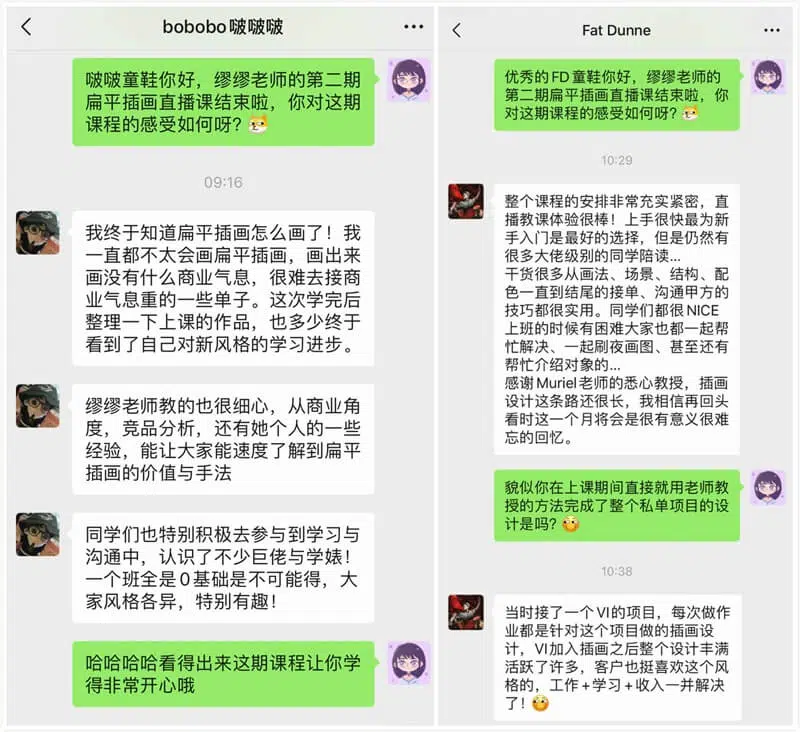 bobobo啵啵啵
啵啵童鞋你好，缪缪老师的第二期
扁平插画直播课结束啦，你对这期
课程的感受如何呀？
09:16
我终于知道扁平插画怎么画了！我
一直都不太会画扁平插画，画出来
画没有什么商业气息，很难去接商
业气息重的一些单子。这次学完后
整理一下上课的作品，也多少终于
看到了自己对新风格的学习进步。
缪缪老师教的也很细心，从商业角
度，竞品分析，还有她个人的一些
经验，能让大家能速度了解到扁平
插画的价值与手法
同学们也特别积极去参与到学习与
沟通中，认识了不少巨佬与学婊！
一个班全是0基础是不可能得，大
家风格各异，特别有趣！
哈哈哈哈看得出来这期课程让你学
得非常开心哦
Fat Dunne
优秀的FD童鞋你好，缪缪老师的
第二期扁平插画直播课结束啦，你
对这期课程的感受如何呀？
10:29
整个课程的安排非常充实紧密，直
播教课体验很棒！上手很快最为新
手入门是最好的选择，但是仍然有
很多大佬级别的同学陪读...
干货很多从画法、场景、结构、配
色一直到结尾的接单、沟通甲方的
技巧都很实用。同学们都很NICE
上班的时候有困难大家也都一起帮
忙解决、一起刷夜画图、甚至还有
帮忙介绍对象的...
感谢Muriel老师的悉心教授，插画
设计这条路还很长，我相信再回头
看时这一个月将会是很有意义很难
忘的回忆。
貌似你在上课期间直接就用老师教
授的方法完成了整个私单项目的设
计是吗？
10:38
当时接了一个VI的项目，每次做作
业都是针对这个项目做的插画设
计，VI加入插画之后整个设计丰满
活跃了许多，客户也挺喜欢这个风
格的，工作+学习+收入一并解决
了！